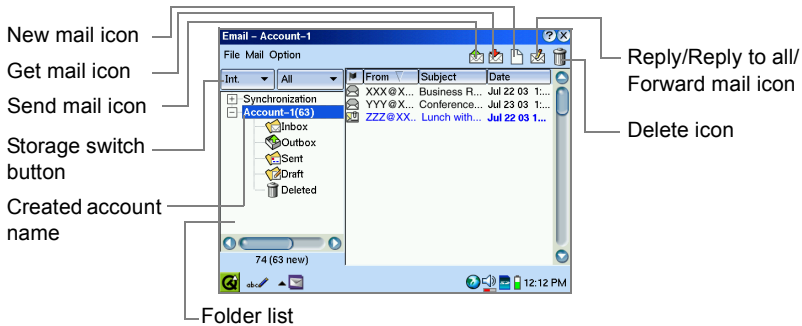 New mail icon
Get mail icon
Send mail icon
Storage switch
button
Created account
name
Folder list
Reply/Reply to all/
Forward mail icon
Delete icon
Email – Account–1
File Mail Option
Int. All
Synchronization
Account–1(63)
Inbox
Outbox
Sent
Draft
Deleted
74 (63 new)
From Subject Date
XXX@X... Business R... Jul 22 03 1:...
YYY@X... Conference... Jul 23 03 1:...
ZZZ@XX.. Lunch with... Jul 22 03 1...
abc
12:12 PM